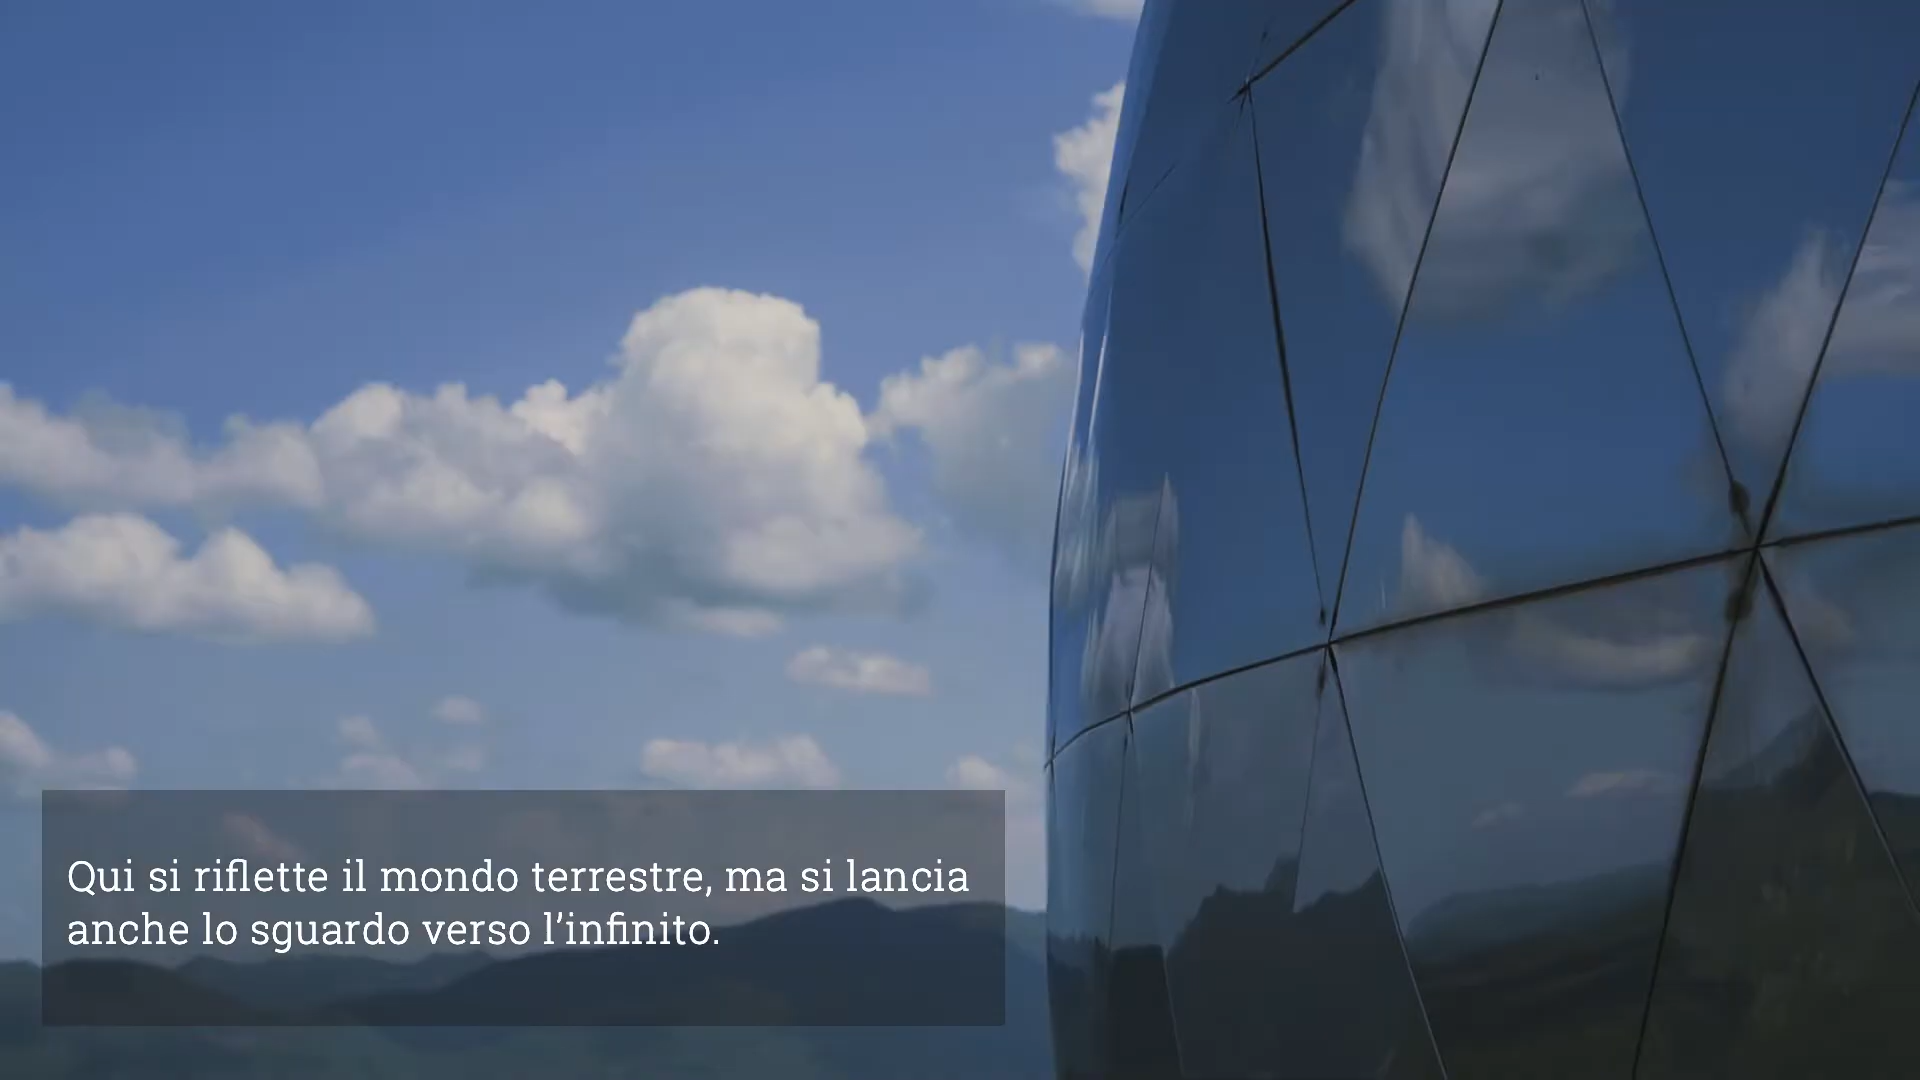 Qui si riflette il mondo terrestre, ma si lancia
anche lo sguardo verso l’infinito.